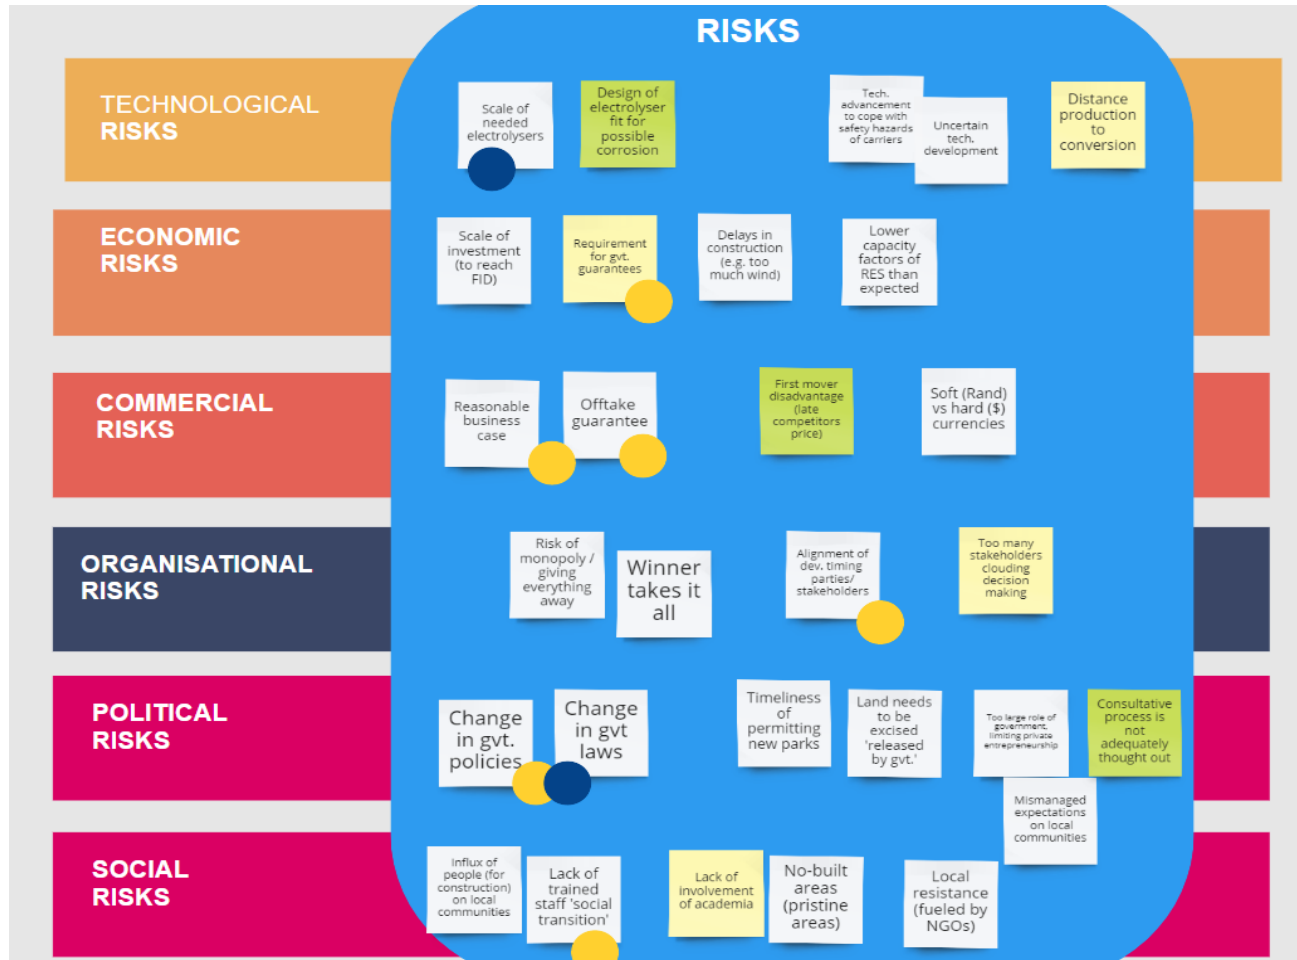 RISKS
TECHNOLOGICAL
RISKS
Scale of
needed
electrolysers
Design of
electrolyser
fit for
possible
corrosion
Tech.
advancement
to cope with
safety hazards
of carriers
Uncertain
tech.
development
Distance
production
to
conversion
ECONOMIC
RISKS
Scale of
investment
(to reach
FID)
Requirement
for gvt.
guarantees
Delays in
construction
(e.g. too
much wind)
Lower
capacity
factors of
RES than
expected
COMMERCIAL
RISKS
Reasonable
business
case
Offtake
guarantee
First mover
disadvantage
(late
competitors
price)
Soft (Rand)
vs hard ($)
currencies
ORGANISATIONAL
RISKS
Risk of
monopoly /
giving
everything
away
Winner
takes it
all
Alignment of
dev. timing
parties/
stakeholders
Too many
stakeholders
clouding
decision
making
POLITICAL
RISKS
Change
in gvt.
policies
Change
in gvt
laws
Timeliness
of
permitting
new parks
Land needs
to be
excised
'released
by gvt.'
Too large role of
government,
limiting private
entrepreneurship
Consultative
process is
not
adequately
thought out
Mismanaged
expectations
on local
communities
SOCIAL
RISKS
Influx of
people (for
construction)
on local
communities
Lack of
trained
staff 'social
transition'
Lack of
involvement
of academia
No-built
areas
(pristine
areas)
Local
resistance
(fueled by
NGOs)